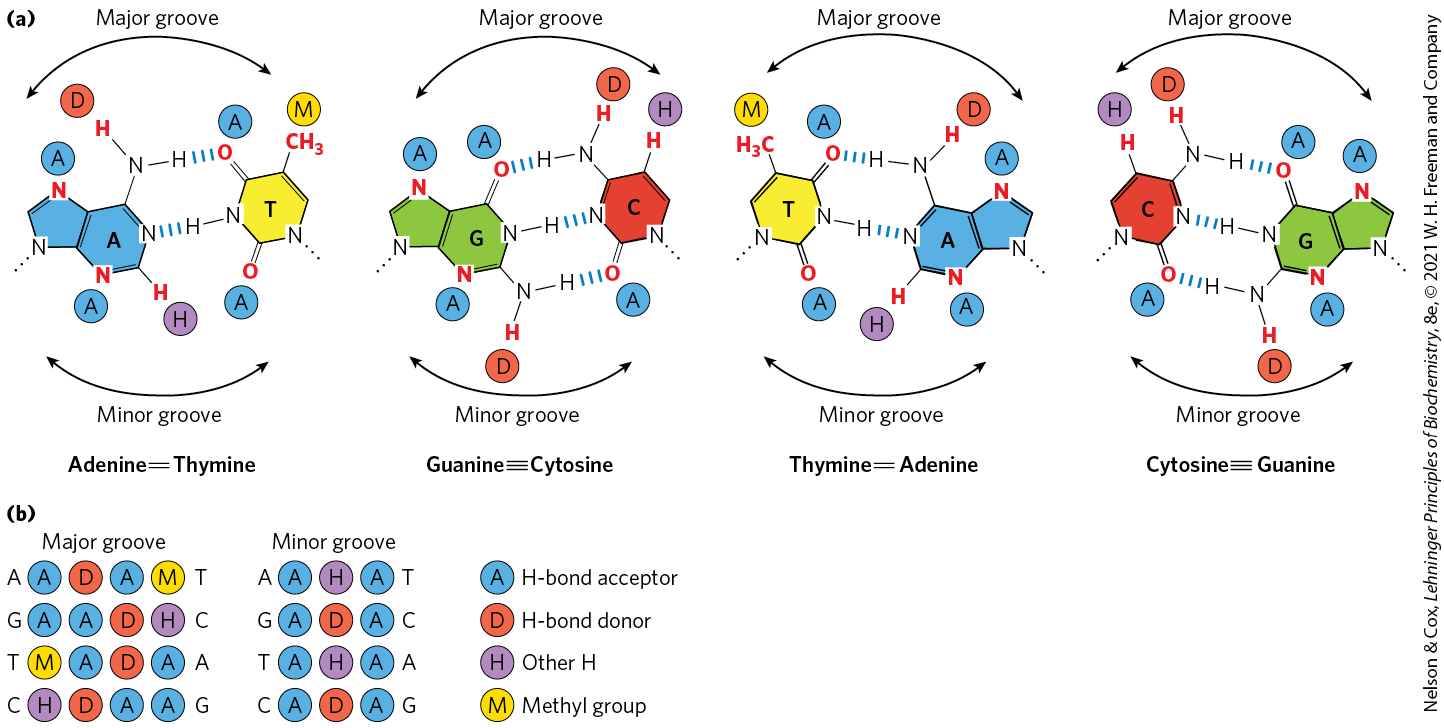 (a)
Major groove Major groove Major groove Major groove
D A M D H M A D H D A A
H CH3 A A H H H3C H A H H
A N H O O H N O H N N H O
N N N N
A N H N T G N H N C T N H N A C N H N G
N N N N N N N N
N O N O O N O N
H N H H H N
A H A A H A A H A A H A
D D
Minor groove Minor groove Minor groove Minor groove
Adenine═Thymine Guanine≡Cytosine Thymine═Adenine Cytosine≡Guanine
(b)
Major groove Minor groove
A A D A M T A A H A T A H-bond acceptor
G A A D H C G A D A C D H-bond donor
T M A D A A T A H A A H Other H
C H D A A G C A D A G M Methyl group
Nelson & Cox, Lehninger Principles of Biochemistry, 8e, © 2021 W. H. Freeman and Company